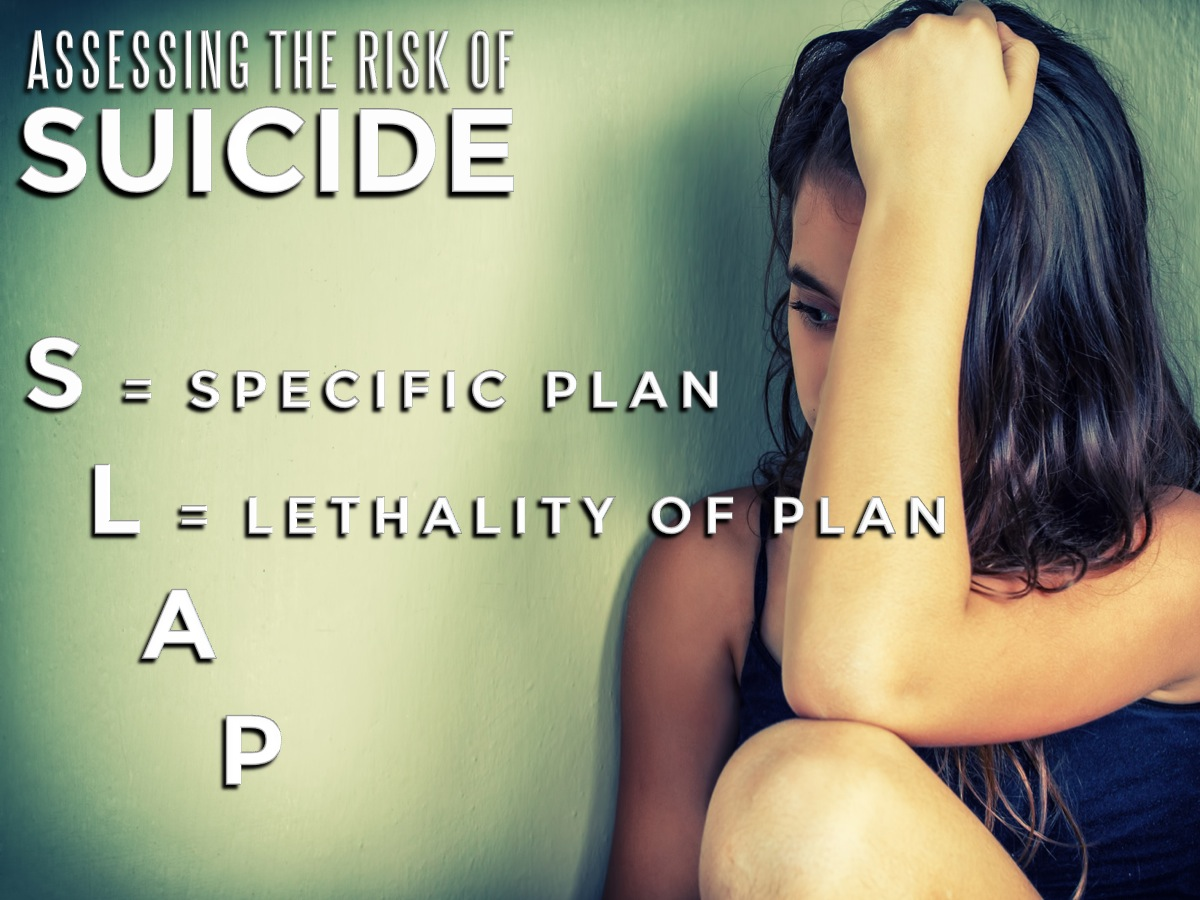 ASSESSING THE RISK OF
SUICIDE
S = SPECIFIC PLAN
L = LETHALITY OF PLAN
A
P